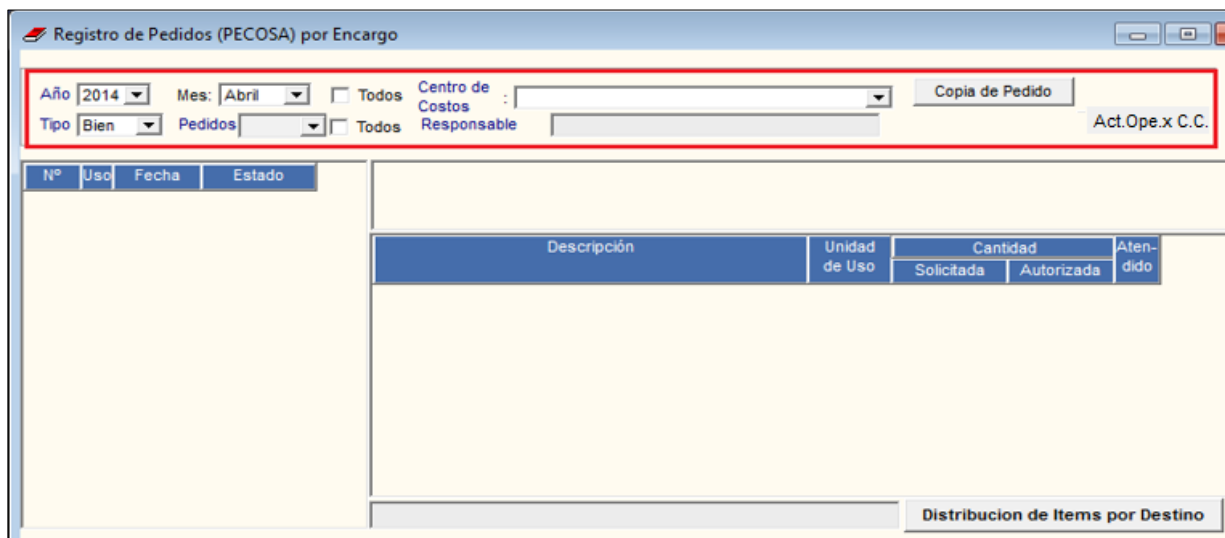 Registro de Pedidos (PECOSA) por Encargo
Año 2014 Mes: Abril Todos Centro de Costos : Copia de Pedido
Tipo Bien Pedidos Todos Responsable Act.Ope.x C.C.
Nº Uso Fecha Estado
Descripción Unidad de Uso Cantidad Aten-
Solicitada Autorizada dido
Distribucion de Items por Destino